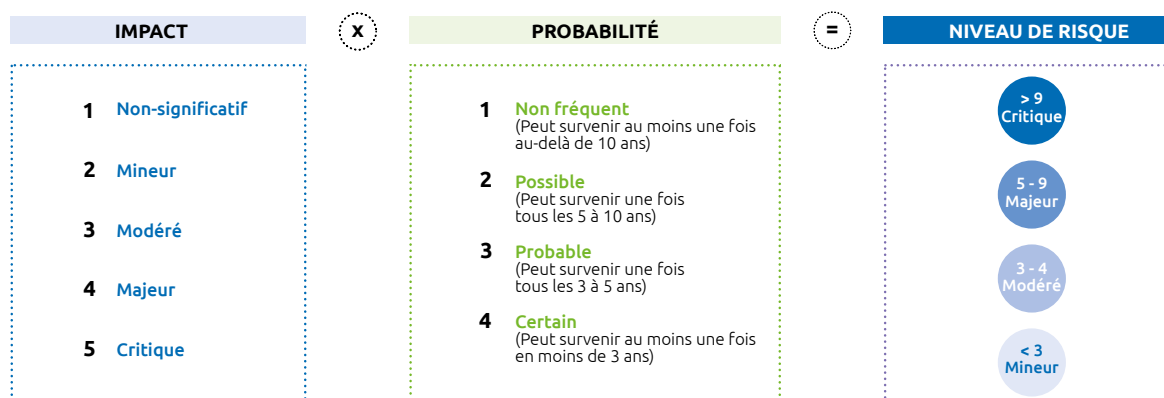 IMPACT
x
PROBABILITÉ
=
NIVEAU DE RISQUE
1 Non-significatif
2 Mineur
3 Modéré
4 Majeur
5 Critique
1 Non fréquent
(Peut survenir au moins une fois
au-delà de 10 ans)
2 Possible
(Peut survenir une fois
tous les 5 à 10 ans)
3 Probable
(Peut survenir une fois
tous les 3 à 5 ans)
4 Certain
(Peut survenir au moins une fois
en moins de 3 ans)
> 9
Critique
5 - 9
Majeur
3 - 4
Modéré
< 3
Mineur